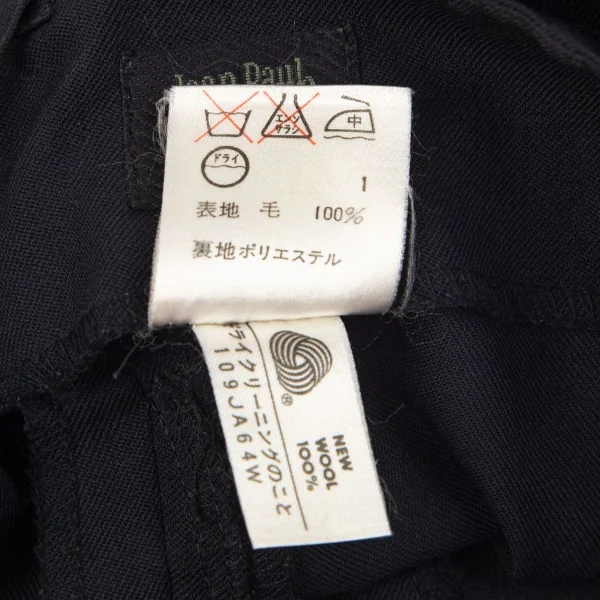 Jean Paul
エンソ
サラシ
中
ドライ
1
表地 毛 100%
裏地ポリエステル
®
NEW
WOOL
100%
ドライクリーニングのこと
109JA64W